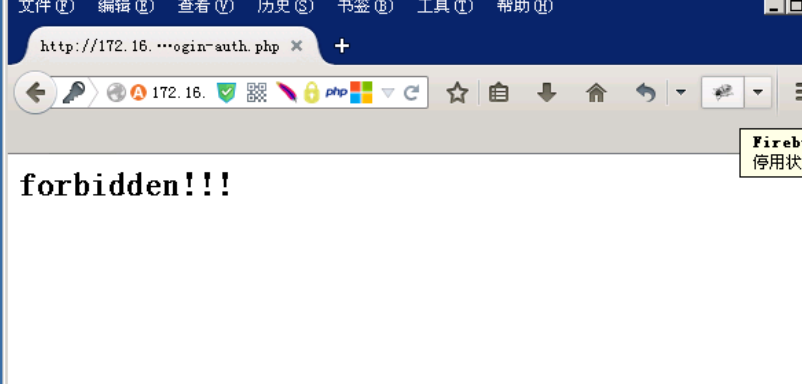 文件(F) 编辑(E) 查看(V) 历史(S) 书签(B) 工具(T) 帮助(H)
http://172.16.…ogin-auth.php × +
172.16. php
Fireb
停用状
forbidden!!!